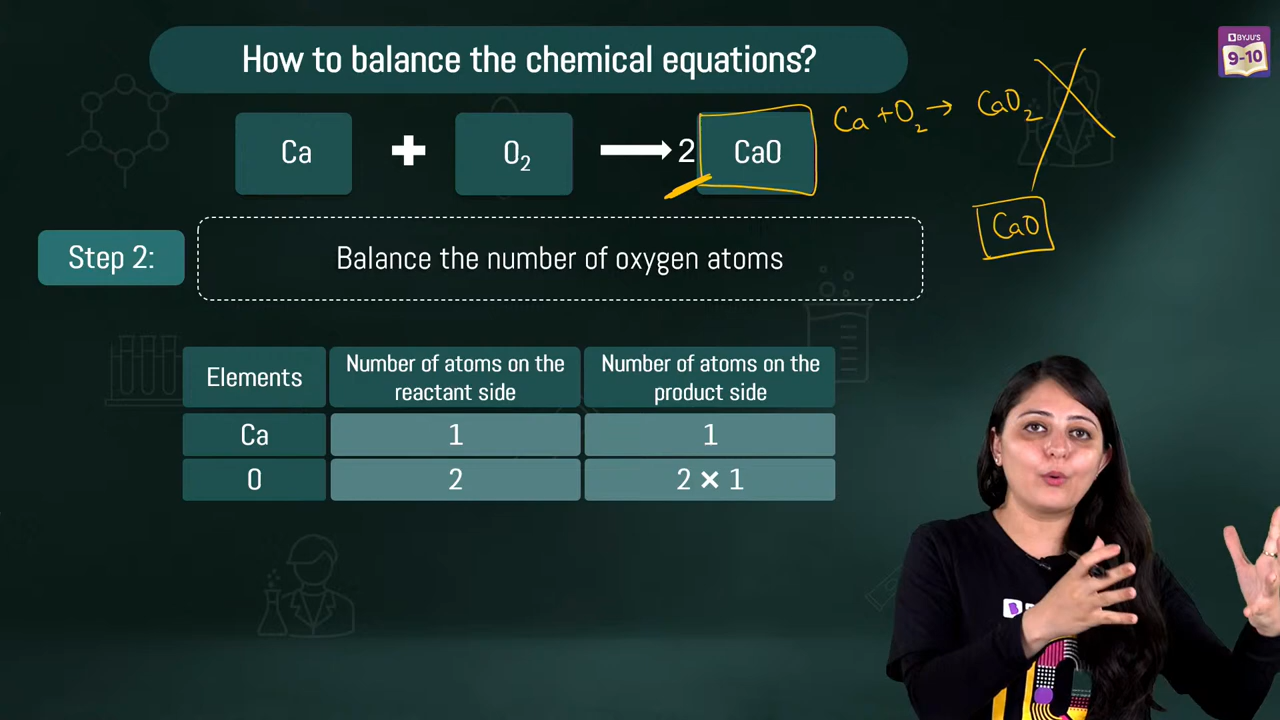 How to balance the chemical equations?
BYJU'S
9-10
Ca + O₂ → 2 CaO
Ca + O₂ → CaO₂
CaO
Step 2: Balance the number of oxygen atoms
Elements Number of atoms on the reactant side Number of atoms on the product side
Ca 1 1
O 2 2 × 1